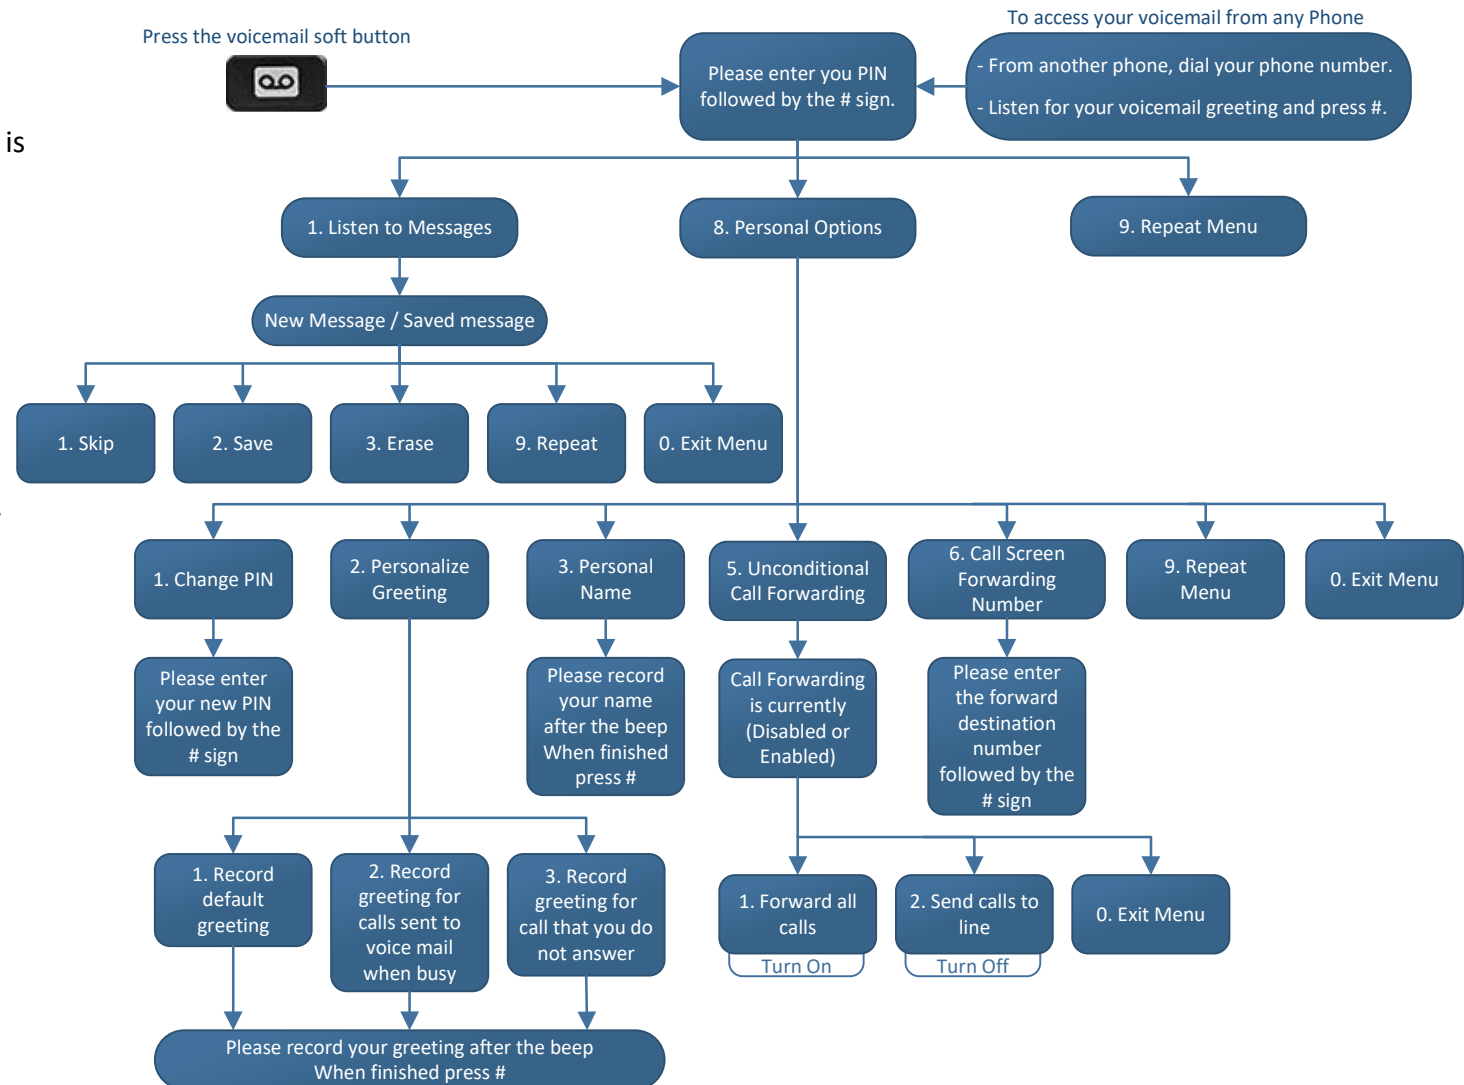 To access your voicemail from any Phone
Press the voicemail soft button
Please enter you PIN
followed by the # sign.
- From another phone, dial your phone number.
- Listen for your voicemail greeting and press #.
is
1. Listen to Messages
8. Personal Options
9. Repeat Menu
New Message / Saved message
1. Skip
2. Save
3. Erase
9. Repeat
0. Exit Menu
1. Change PIN
2. Personalize
Greeting
3. Personal
Name
5. Unconditional
Call Forwarding
6. Call Screen
Forwarding
Number
9. Repeat
Menu
0. Exit Menu
Please enter
your new PIN
followed by the
# sign
Please record
your name
after the beep
When finished
press #
Call Forwarding
is currently
(Disabled or
Enabled)
Please enter
the forward
destination
number
followed by the
# sign
1. Record
default
greeting
2. Record
greeting for
calls sent to
voice mail
when busy
3. Record
greeting for
call that you do
not answer
1. Forward all
calls
Turn On
2. Send calls to
line
Turn Off
0. Exit Menu
Please record your greeting after the beep
When finished press #